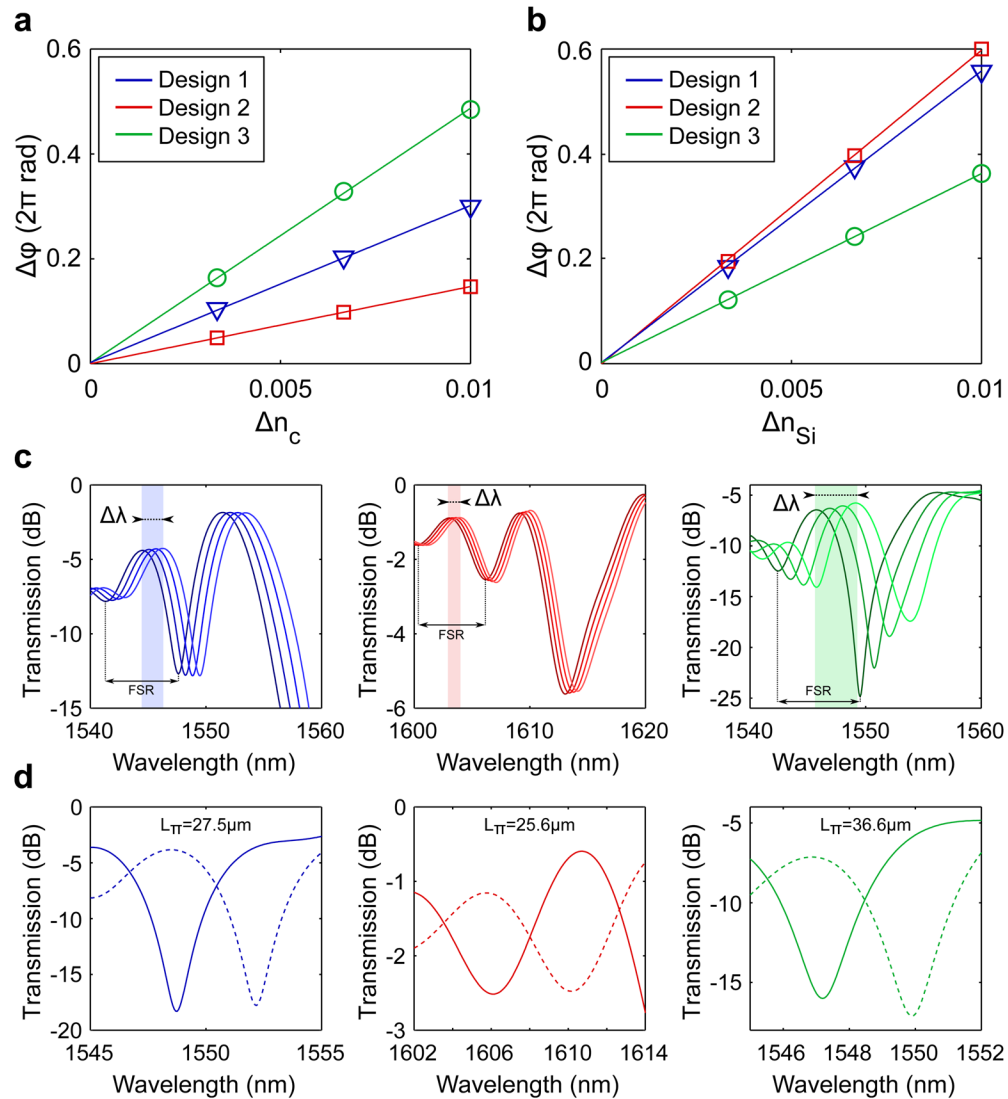 a
0.6
0.4
0.2
0
Δφ (2π rad)
Design 1
Design 2
Design 3
0
0.005
0.01
Δn_c
b
0.6
0.4
0.2
0
Δφ (2π rad)
Design 1
Design 2
Design 3
0
0.005
0.01
Δn_Si
c
0
-5
-10
-15
Transmission (dB)
Δλ
FSR
1540
1550
1560
Wavelength (nm)
0
-2
-4
-6
Transmission (dB)
Δλ
FSR
1600
1610
1620
Wavelength (nm)
-5
-10
-15
-20
-25
Transmission (dB)
Δλ
FSR
1540
1550
1560
Wavelength (nm)
d
0
-5
-10
-15
-20
Transmission (dB)
L_π=27.5μm
1545
1550
1555
Wavelength (nm)
0
-1
-2
-3
Transmission (dB)
L_π=25.6μm
1602
1606
1610
1614
Wavelength (nm)
-5
-10
-15
Transmission (dB)
L_π=36.6μm
1546
1548
1550
1552
Wavelength (nm)